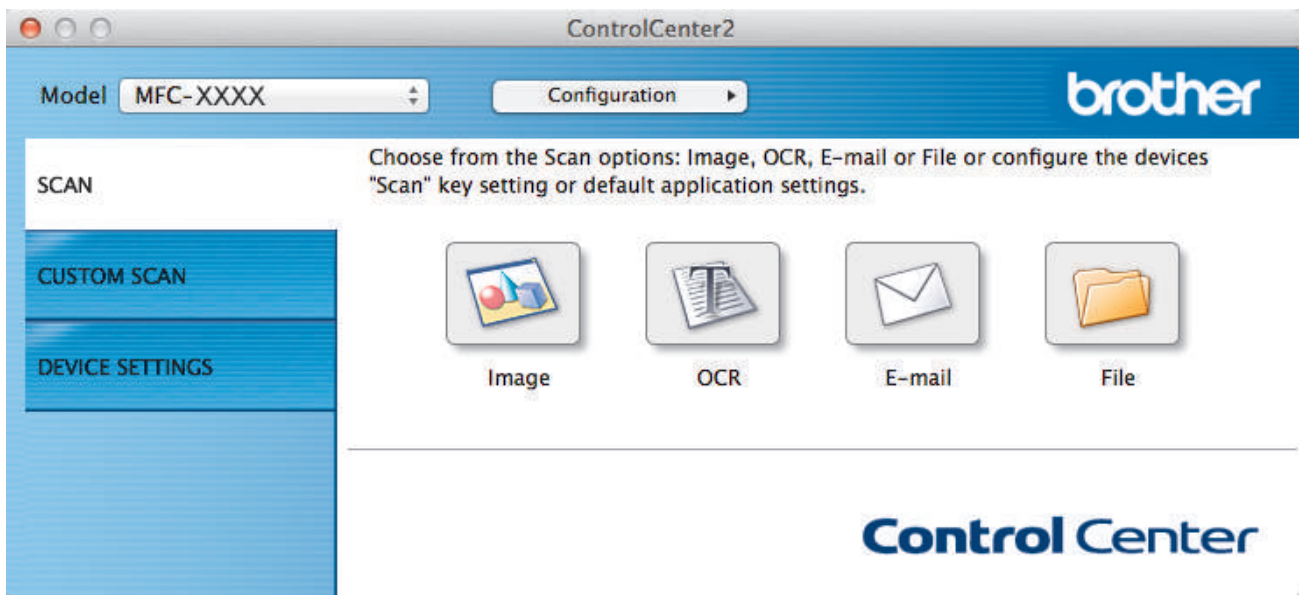 ControlCenter2
Model MFC-XXXX Configuration brother
SCAN
Choose from the Scan options: Image, OCR, E-mail or File or configure the devices
"Scan" key setting or default application settings.
CUSTOM SCAN
DEVICE SETTINGS
Image OCR E-mail File
Control Center